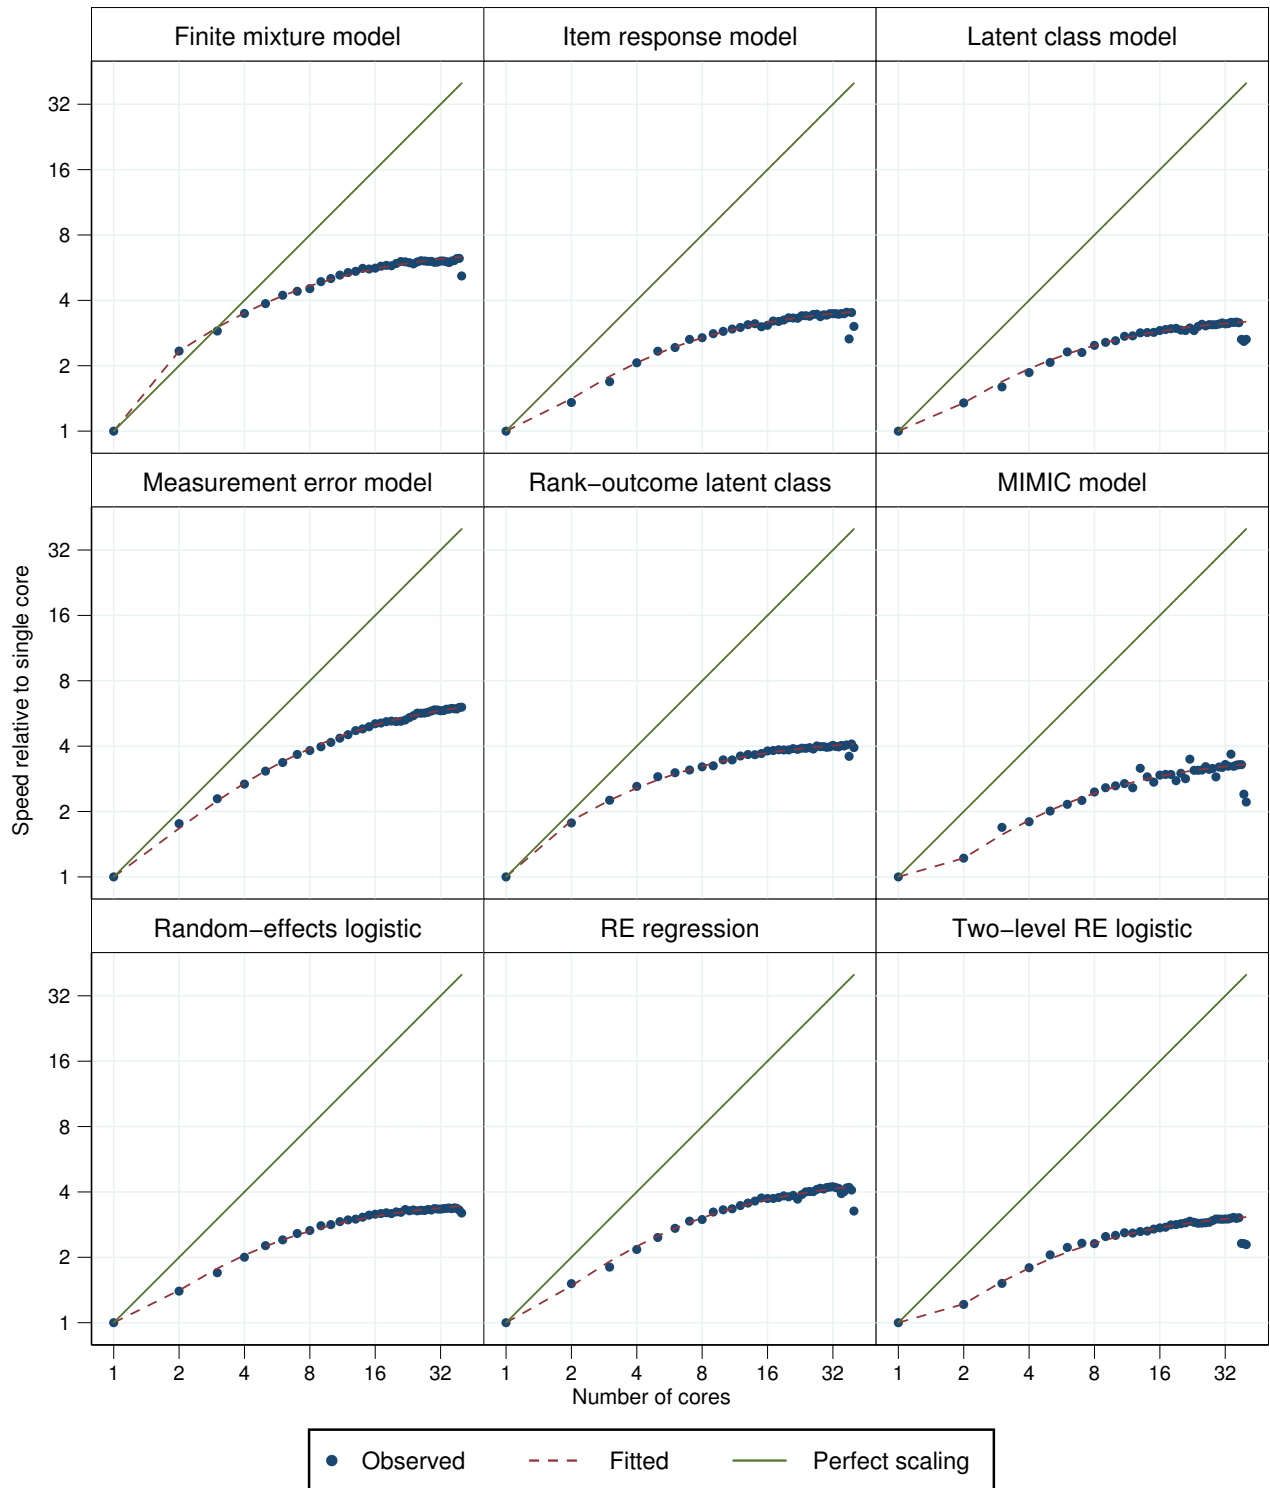 Finite mixture model
Item response model
Latent class model
32
16
8
4
2
1
Measurement error model
Rank−outcome latent class
MIMIC model
32
16
8
4
2
1
Speed relative to single core
Random−effects logistic
RE regression
Two−level RE logistic
32
16
8
4
2
1
1 2 4 8 16 32
1 2 4 8 16 32
1 2 4 8 16 32
Number of cores
Observed Fitted Perfect scaling